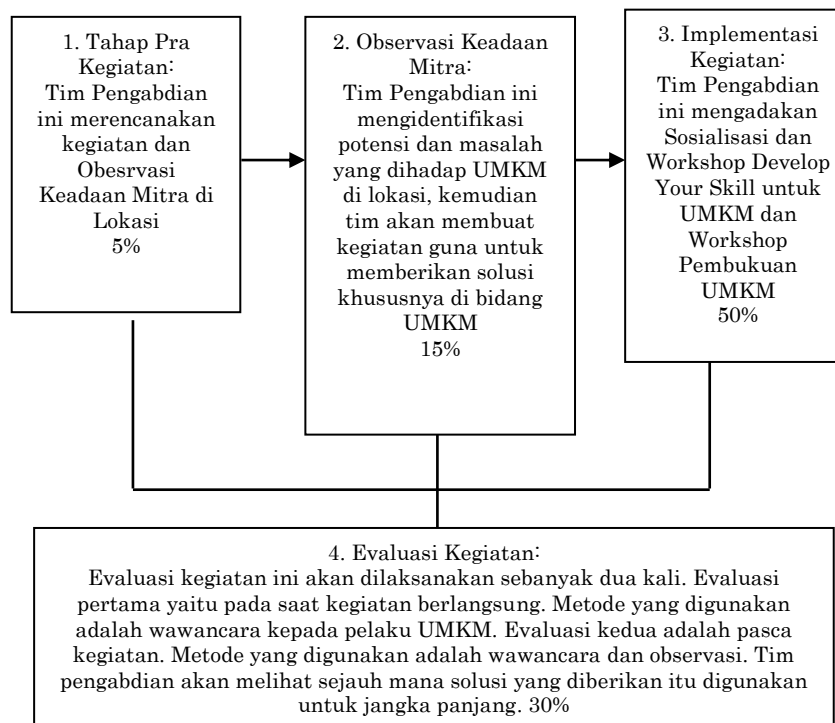 1. Tahap Pra
Kegiatan:
Tim Pengabdian
ini merencanakan
kegiatan dan
Obesrvasi
Keadaan Mitra di
Lokasi
5%
2. Observasi Keadaan
Mitra:
Tim Pengabdian ini
mengidentifikasi
potensi dan masalah
yang dihadap UMKM
di lokasi, kemudian
tim akan membuat
kegiatan guna untuk
memberikan solusi
khususnya di bidang
UMKM
15%
3. Implementasi
Kegiatan:
Tim Pengabdian
ini mengadakan
Sosialisasi dan
Workshop Develop
Your Skill untuk
UMKM dan
Workshop
Pembukuan
UMKM
50%
4. Evaluasi Kegiatan:
Evaluasi kegiatan ini akan dilaksanakan sebanyak dua kali. Evaluasi
pertama yaitu pada saat kegiatan berlangsung. Metode yang digunakan
adalah wawancara kepada pelaku UMKM. Evaluasi kedua adalah pasca
kegiatan. Metode yang digunakan adalah wawancara dan observasi. Tim
pengabdian akan melihat sejauh mana solusi yang diberikan itu digunakan
untuk jangka panjang. 30%